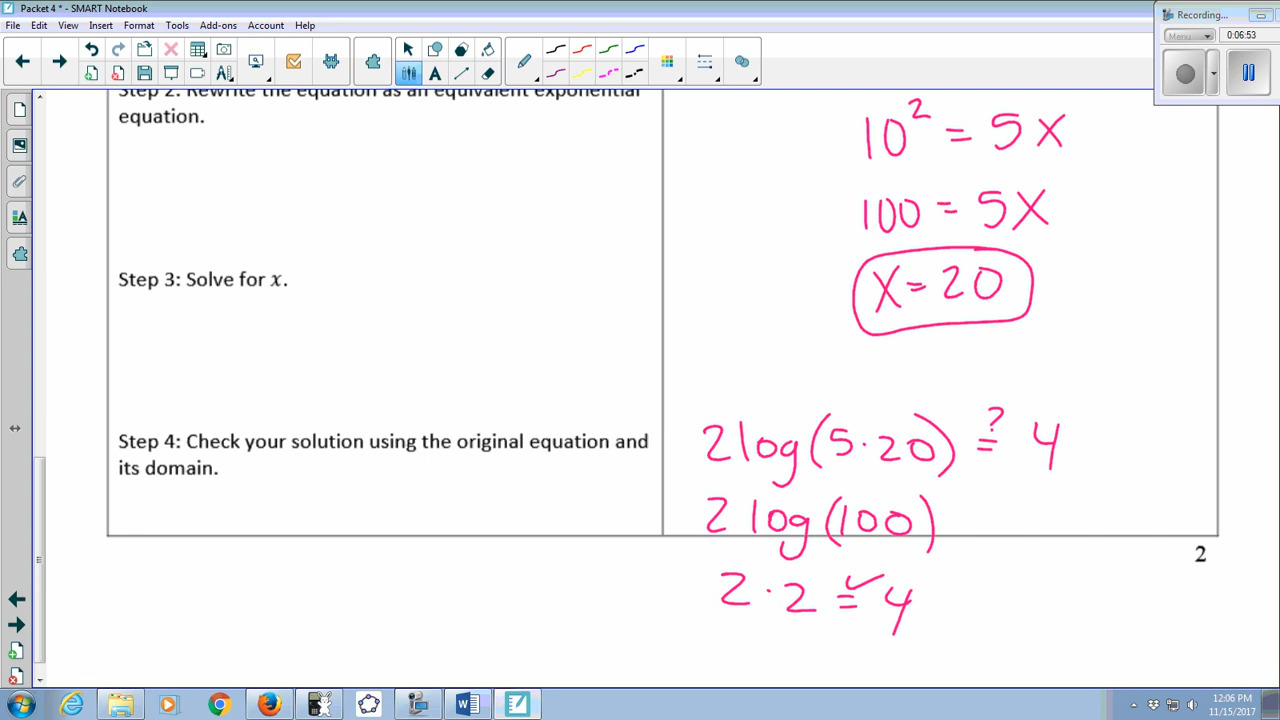 Packet 4 * - SMART Notebook
File Edit View Insert Format Tools Add-ons Account Help
Recording...
Menu
0:06:53
Step 2: Rewrite the equation as an equivalent exponential
equation.
10² = 5x
100 = 5x
Step 3: Solve for x.
x = 20
Step 4: Check your solution using the original equation and
its domain.
2log(5·20) ≟ 4
2log(100)
2·2 = ✓ 4
2
12:06 PM
11/15/2017